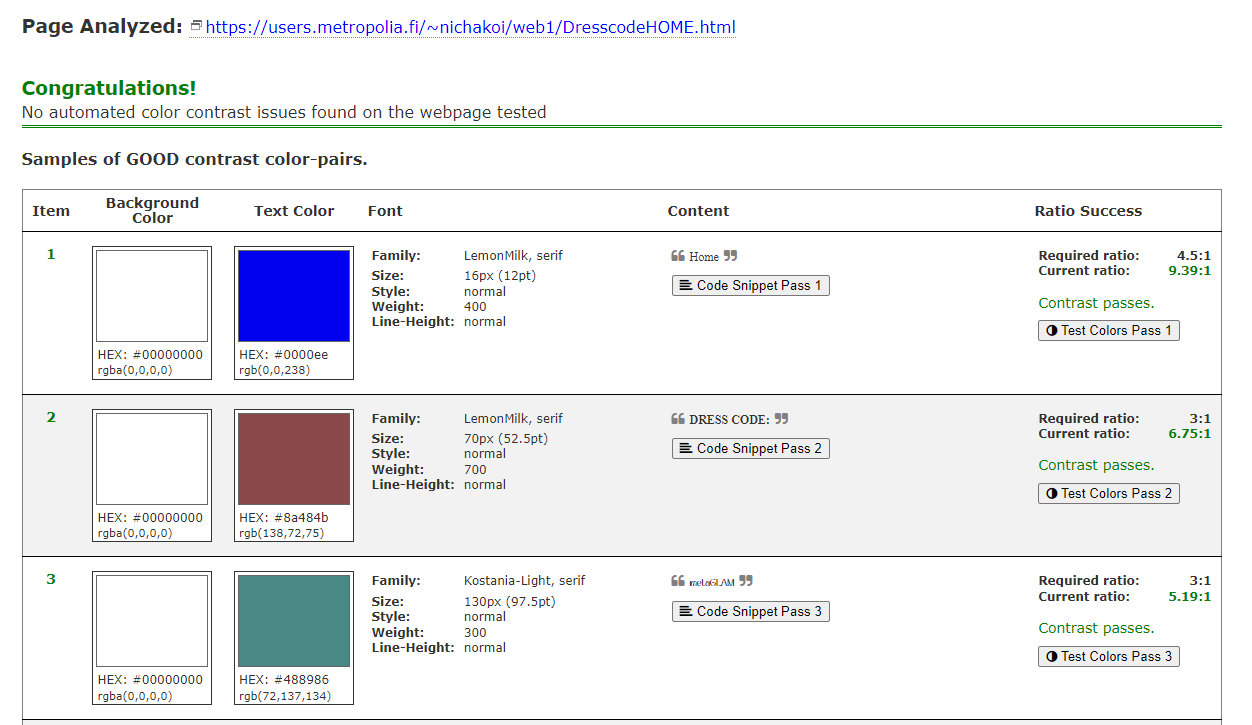 Page Analyzed: https://users.metropolia.fi/~nichakoi/web1/DresscodeHOME.html
Congratulations!
No automated color contrast issues found on the webpage tested
Samples of GOOD contrast color-pairs.
Item Background Color Text Color Font Content Ratio Success
1
HEX: #00000000
rgba(0,0,0,0)
HEX: #0000ee
rgb(0,0,238)
Family: LemonMilk, serif
Size: 16px (12pt)
Style: normal
Weight: 400
Line-Height: normal
❝ Home ❞
Code Snippet Pass 1
Required ratio: 4.5:1
Current ratio: 9.39:1
Contrast passes.
Test Colors Pass 1
2
HEX: #00000000
rgba(0,0,0,0)
HEX: #8a484b
rgb(138,72,75)
Family: LemonMilk, serif
Size: 70px (52.5pt)
Style: normal
Weight: 700
Line-Height: normal
❝ DRESS CODE: ❞
Code Snippet Pass 2
Required ratio: 3:1
Current ratio: 6.75:1
Contrast passes.
Test Colors Pass 2
3
HEX: #00000000
rgba(0,0,0,0)
HEX: #488986
rgb(72,137,134)
Family: Kostania-Light, serif
Size: 130px (97.5pt)
Style: normal
Weight: 300
Line-Height: normal
❝ metaGLAM ❞
Code Snippet Pass 3
Required ratio: 3:1
Current ratio: 5.19:1
Contrast passes.
Test Colors Pass 3